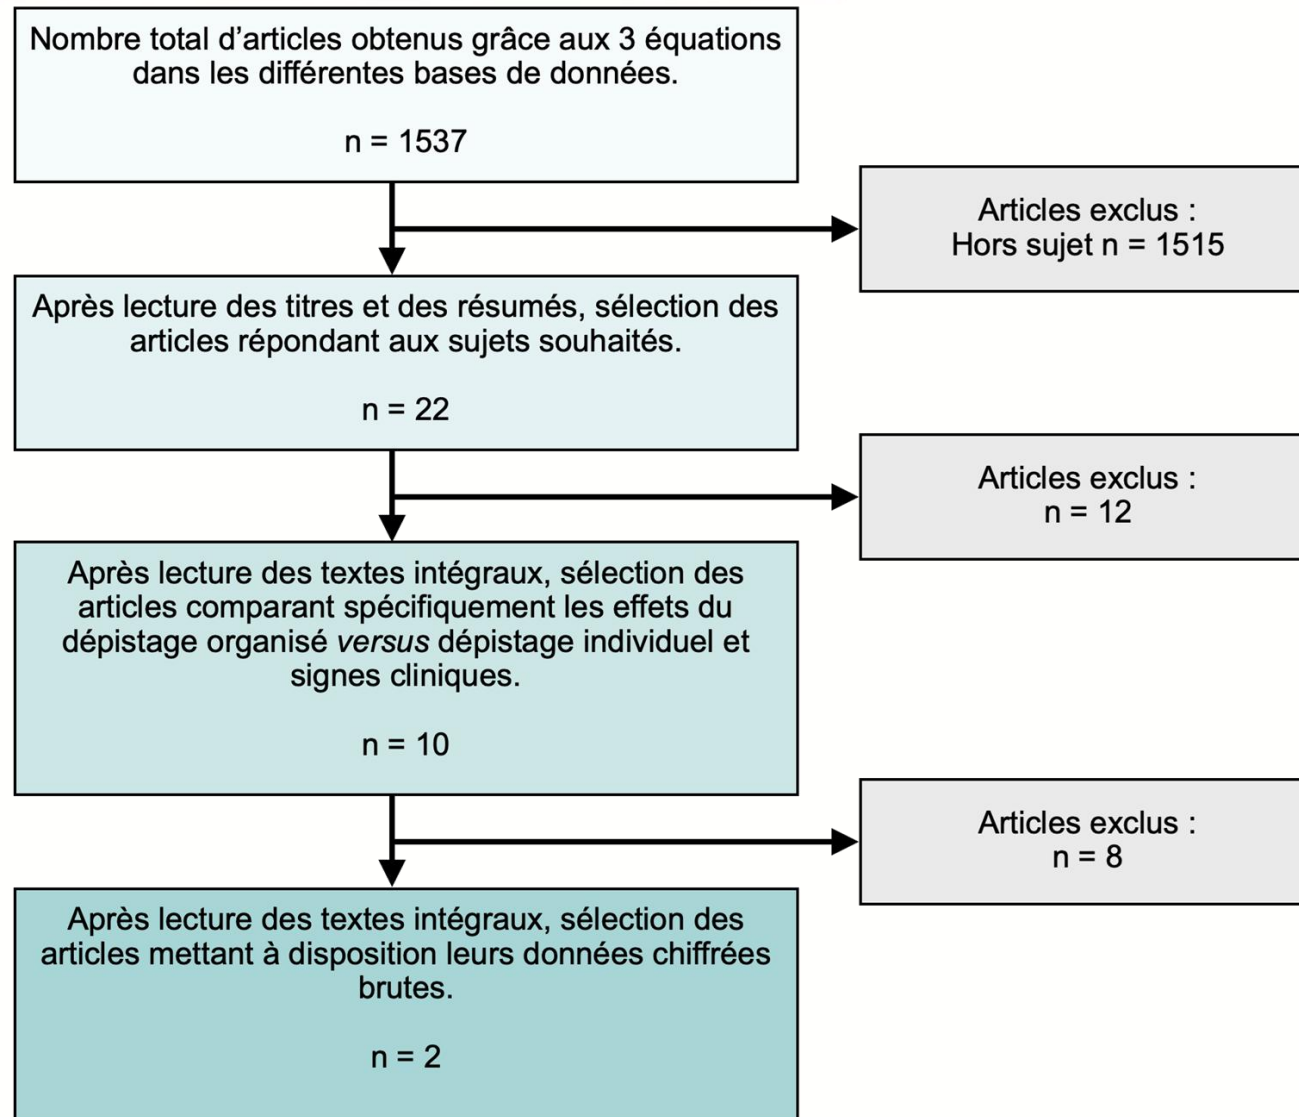 Nombre total d’articles obtenus grâce aux 3 équations
dans les différentes bases de données.
n = 1537
Articles exclus :
Hors sujet n = 1515
Après lecture des titres et des résumés, sélection des
articles répondant aux sujets souhaités.
n = 22
Articles exclus :
n = 12
Après lecture des textes intégraux, sélection des
articles comparant spécifiquement les effets du
dépistage organisé versus dépistage individuel et
signes cliniques.
n = 10
Articles exclus :
n = 8
Après lecture des textes intégraux, sélection des
articles mettant à disposition leurs données chiffrées
brutes.
n = 2